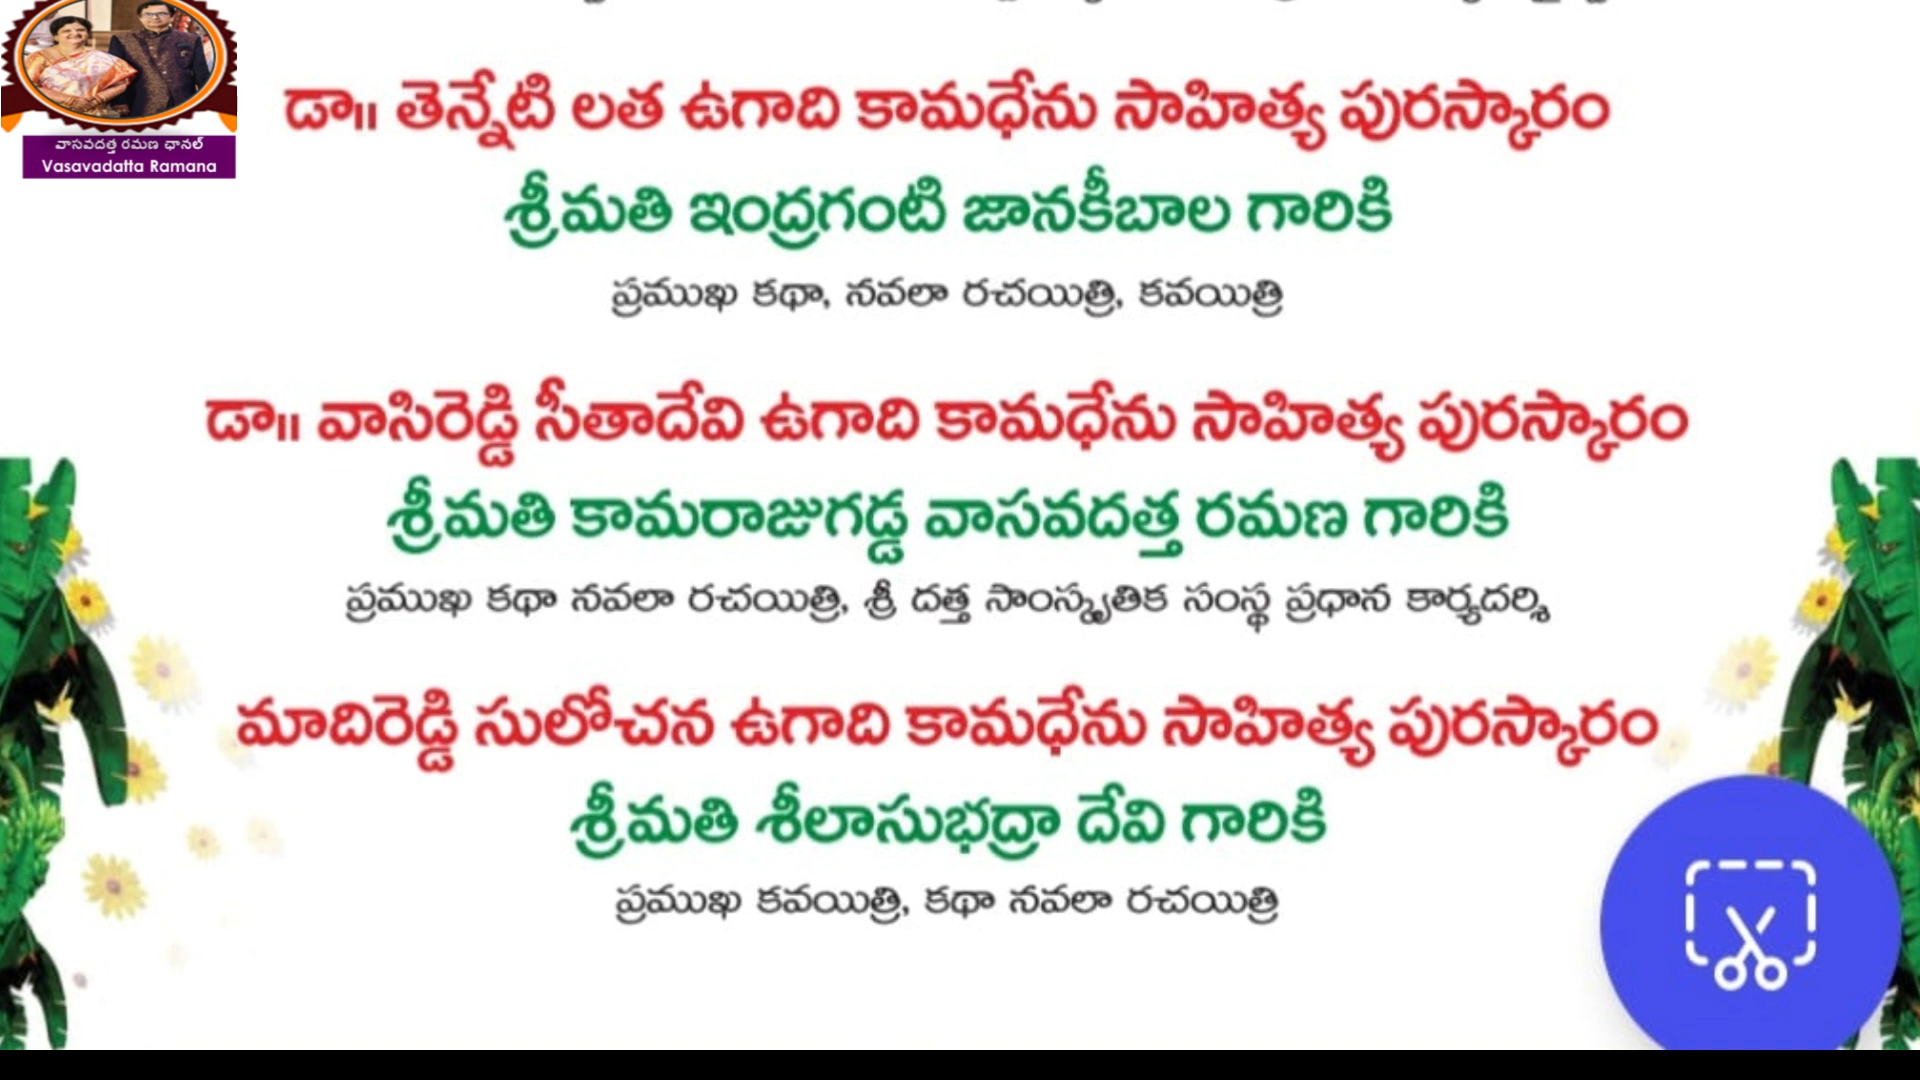 వాసవదత్త రమణ ఛానల్
Vasavadatta Ramana
డా॥ తెన్నేటి లత ఉగాది కామధేను సాహిత్య పురస్కారం
శ్రీమతి ఇంద్రగంటి జానకీబాల గారికి
ప్రముఖ కథా, నవలా రచయిత్రి, కవయిత్రి
డా॥ వాసిరెడ్డి సీతాదేవి ఉగాది కామధేను సాహిత్య పురస్కారం
శ్రీమతి కామరాజుగడ్డ వాసవదత్త రమణ గారికి
ప్రముఖ కథా నవలా రచయిత్రి, శ్రీ దత్త సాంస్కృతిక సంస్థ ప్రధాన కార్యదర్శి
మాదిరెడ్డి సులోచన ఉగాది కామధేను సాహిత్య పురస్కారం
శ్రీమతి శీలాసుభద్రా దేవి గారికి
ప్రముఖ కవయిత్రి, కథా నవలా రచయిత్రి